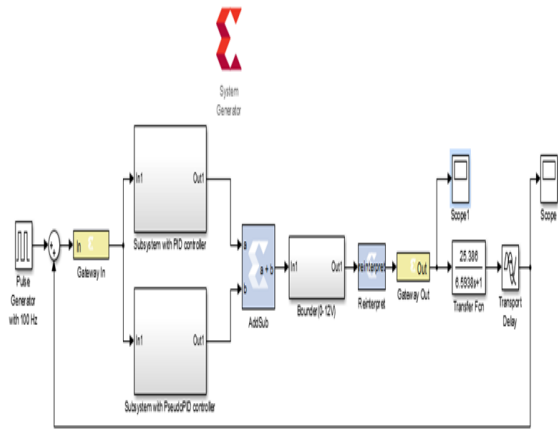 System
Generator
In1
Out1
Subsystem with PID controller
Scope1
Scope
In
Gateway In
Pulse
Generator
with 100 Hz
a
b
a + b
AddSub
In1
Out1
Bounder(0-12V)
reinterpret
Reinterpret
Out
Gateway Out
25.386
6.5938s+1
Transfer Fcn
Transport
Delay
In1
Out1
Subsystem with PseudoPID controller